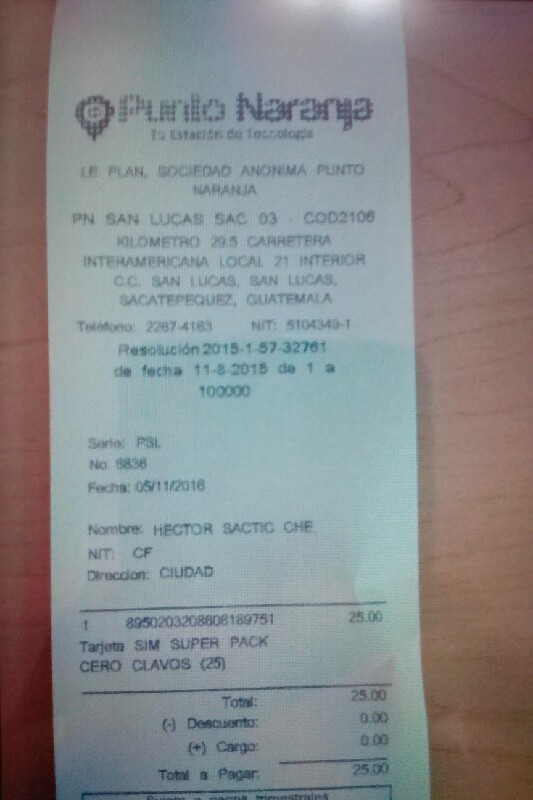 Punto Naranja
Tu Estación de Tecnología
LE PLAN, SOCIEDAD ANONIMA PUNTO
NARANJA
PN SAN LUCAS SAC 03 - COD2106
KILOMETRO 29.5 CARRETERA
INTERAMERICANA LOCAL 21 INTERIOR
C.C. SAN LUCAS, SAN LUCAS,
SACATEPEQUEZ, GUATEMALA
Teléfono: 2267-4163 NIT: 5104349-1
Resolución 2015-1-57-32761
de fecha 11-8-2015 de 1 a
100000
Serie: PSL
No. 6836
Fecha: 05/11/2016
Nombre: HECTOR SACTIC CHE
NIT: CF
Direccion: CIUDAD
1 8950203208608189751 25.00
Tarjeta SIM SUPER PACK
CERO CLAVOS (25)
Total: 25.00
(-) Descuento: 0.00
(+) Cargo: 0.00
Total a Pagar: 25.00
Sujeto a pagos trimestrales